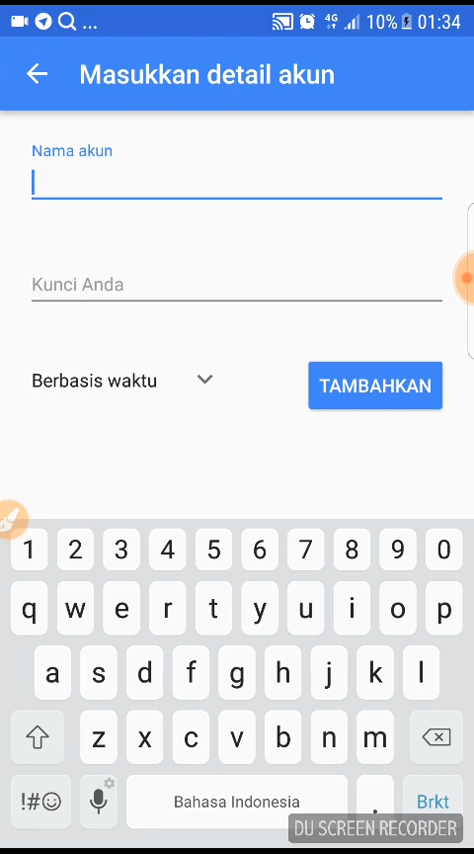 ... 4G 10% 01:34
Masukkan detail akun
Nama akun
Kunci Anda
Berbasis waktu
TAMBAHKAN
1 2 3 4 5 6 7 8 9 0
q w e r t y u i o p
a s d f g h j k l
z x c v b n m
!#☺ Bahasa Indonesia . Brkt
DU SCREEN RECORDER